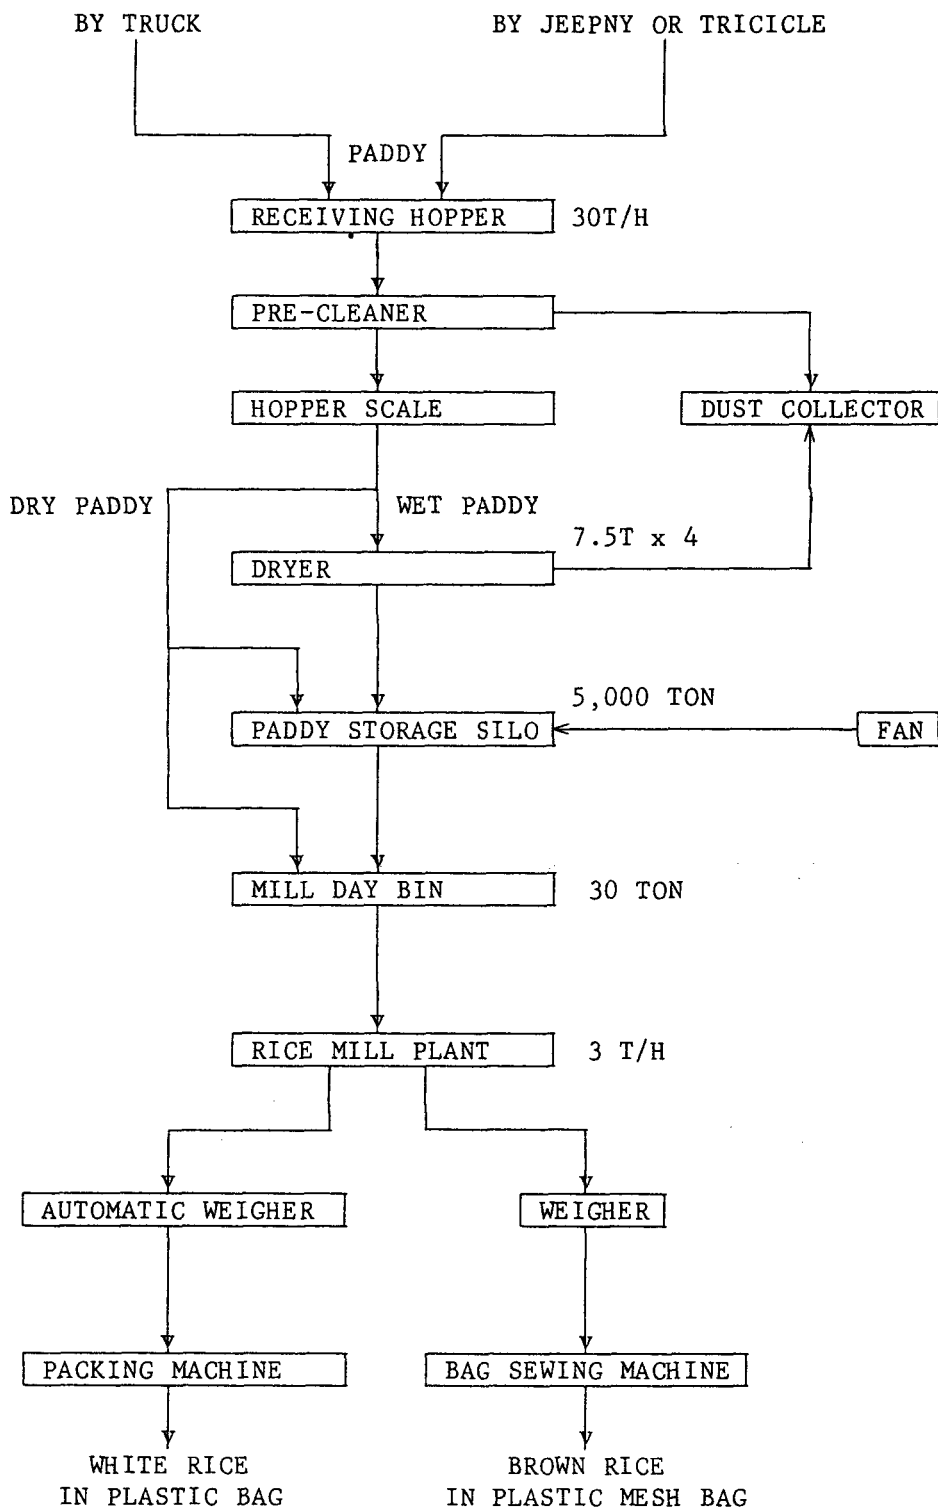 BY TRUCK
BY JEEPNY OR TRICICLE
PADDY
RECEIVING HOPPER
30T/H
PRE-CLEANER
HOPPER SCALE
DUST COLLECTOR
DRY PADDY
WET PADDY
7.5T x 4
DRYER
5,000 TON
PADDY STORAGE SILO
FAN
MILL DAY BIN
30 TON
RICE MILL PLANT
3 T/H
AUTOMATIC WEIGHER
WEIGHER
PACKING MACHINE
BAG SEWING MACHINE
WHITE RICE
IN PLASTIC BAG
BROWN RICE
IN PLASTIC MESH BAG